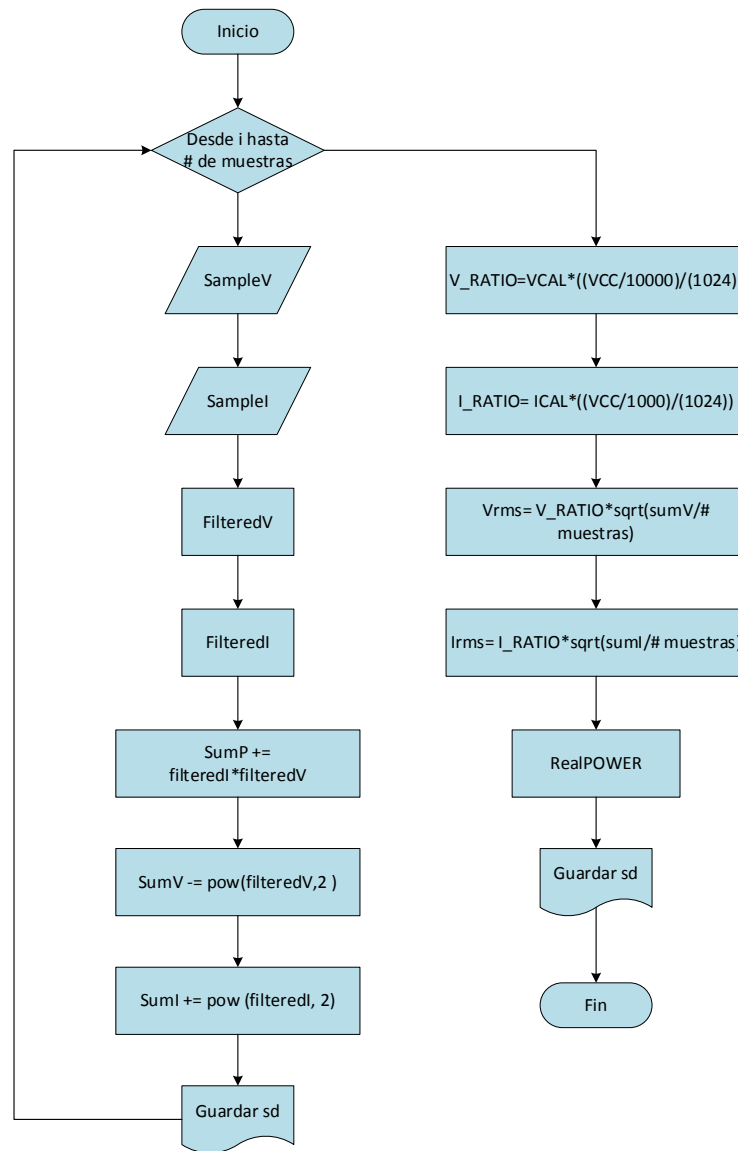 Inicio
Desde i hasta
# de muestras
SampleV
SampleI
FilteredV
FilteredI
SumP +=
filteredI*filteredV
SumV -= pow(filteredV,2 )
SumI += pow (filteredI, 2)
Guardar sd
V_RATIO=VCAL*((VCC/10000)/(1024)
I_RATIO= ICAL*((VCC/1000)/(1024))
Vrms= V_RATIO*sqrt(sumV/#
muestras)
Irms= I_RATIO*sqrt(sumI/# muestras)
RealPOWER
Guardar sd
Fin